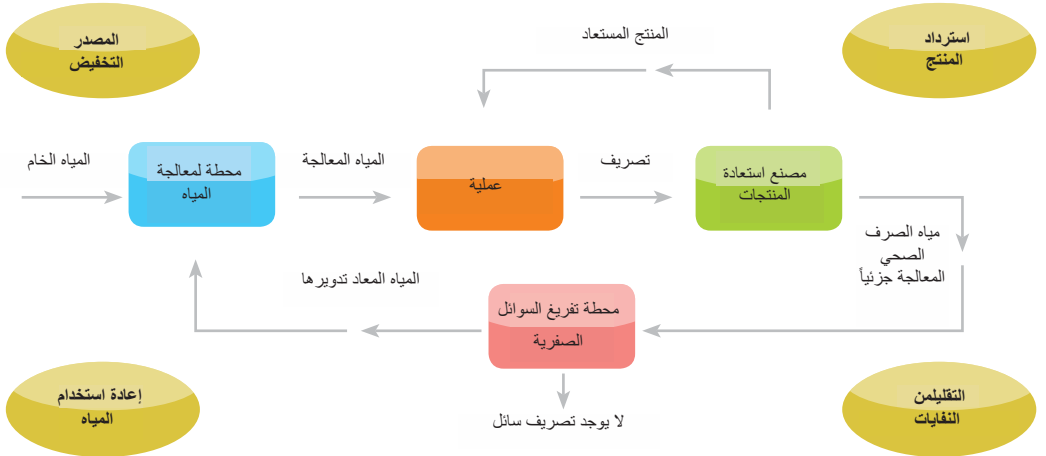 المصدر
التخفيض
استرداد
المنتج
المنتج المستعاد
المياه الخام
محطة لمعالجة
المياه
المياه المعالجة
عملية
تصريف
مصنع استعادة
المنتجات
مياه الصرف
الصحي
المعالجة جزئياً
المياه المعاد تدويرها
محطة تفريغ السوائل
الصفرية
لا يوجد تصريف سائل
إعادة استخدام
المياه
التقليلمن
النفايات